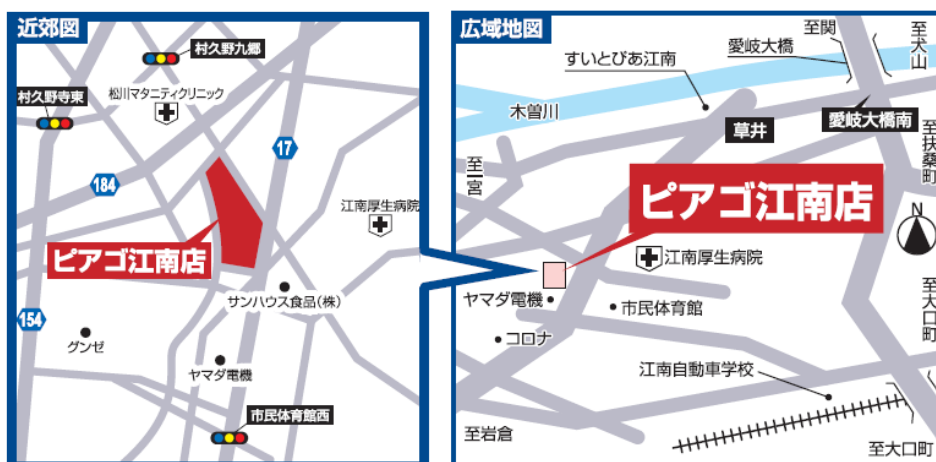 近郊図
村久野九郷
村久野寺東
松川マタニティクリニック
17
184
江南厚生病院
ピアゴ江南店
サンハウス食品(株)
154
グンゼ
ヤマダ電機
市民体育館西
広域地図
至関
至犬山
愛岐大橋
すいとぴあ江南
木曽川
草井
愛岐大橋南
至扶桑町
至一宮
ピアゴ江南店
N
江南厚生病院
ヤマダ電機
市民体育館
至大口町
コロナ
江南自動車学校
至岩倉
至大口町